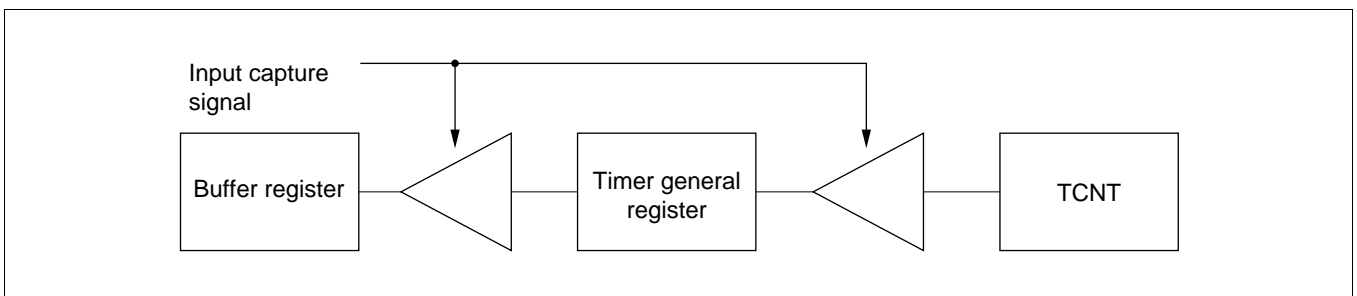 Input capture
signal
Buffer register
Timer general
register
TCNT